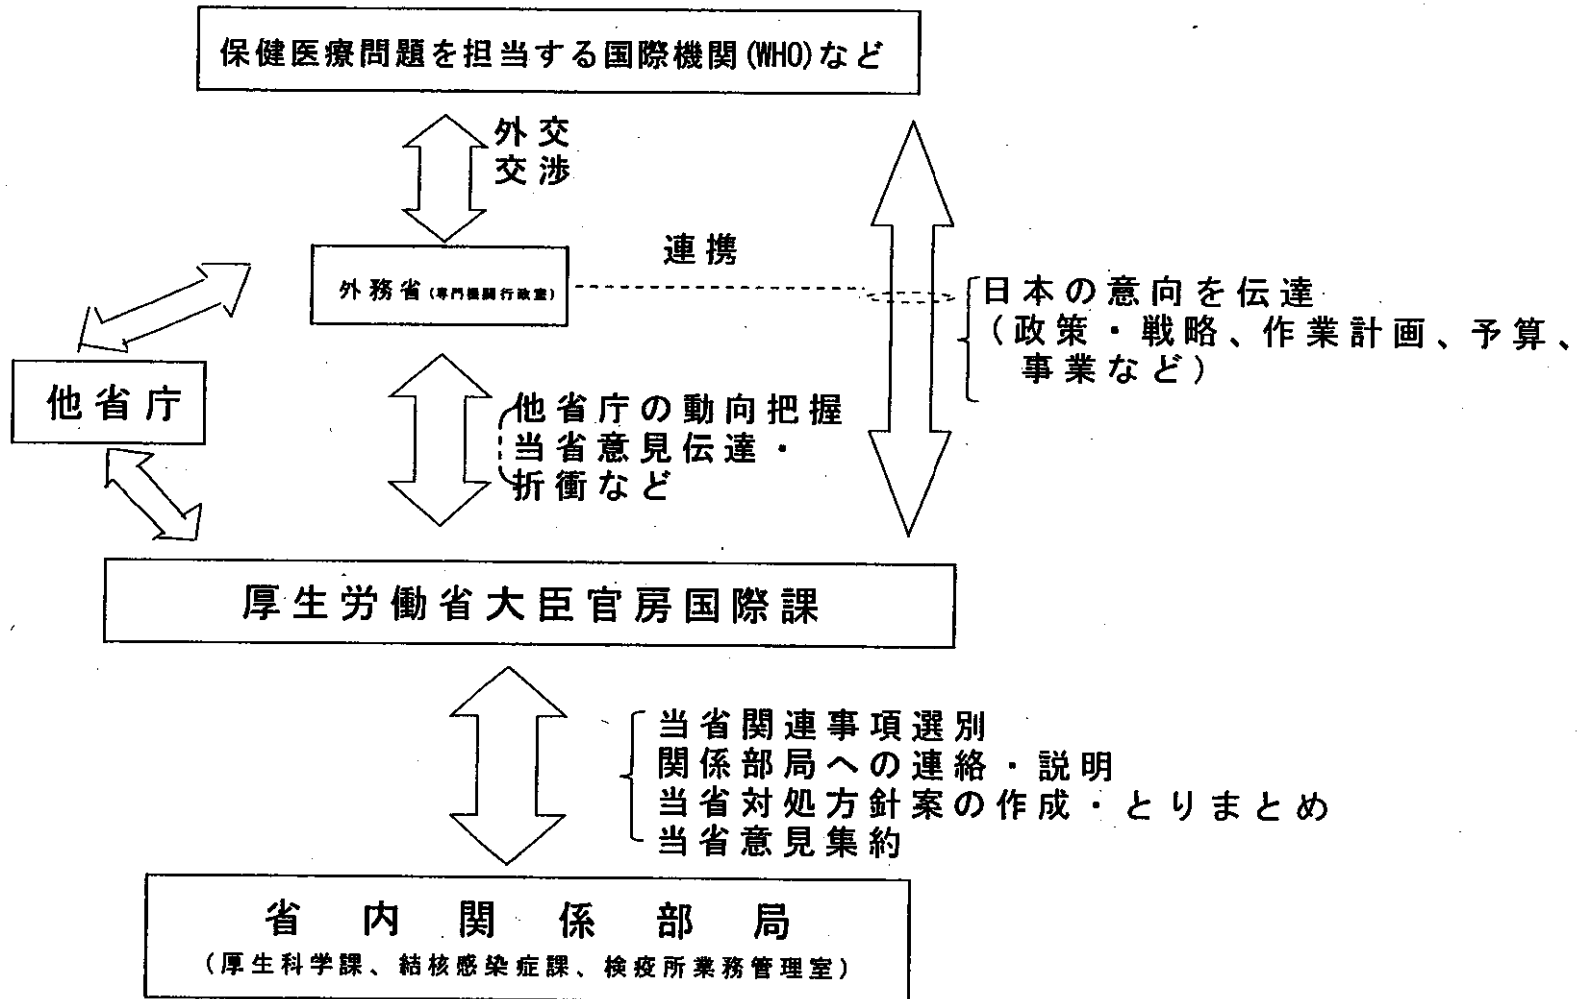 保健医療問題を担当する国際機関(WHO)など
外交
交渉
連携
外務省(専門機関行政室)
日本の意向を伝達
(政策・戦略、作業計画、予算、
事業など)
他省庁
他省庁の動向把握
当省意見伝達・
折衝など
厚生労働省大臣官房国際課
当省関連事項選別
関係部局への連絡・説明
当省対処方針案の作成・とりまとめ
当省意見集約
省内関係部局
(厚生科学課、結核感染症課、検疫所業務管理室)